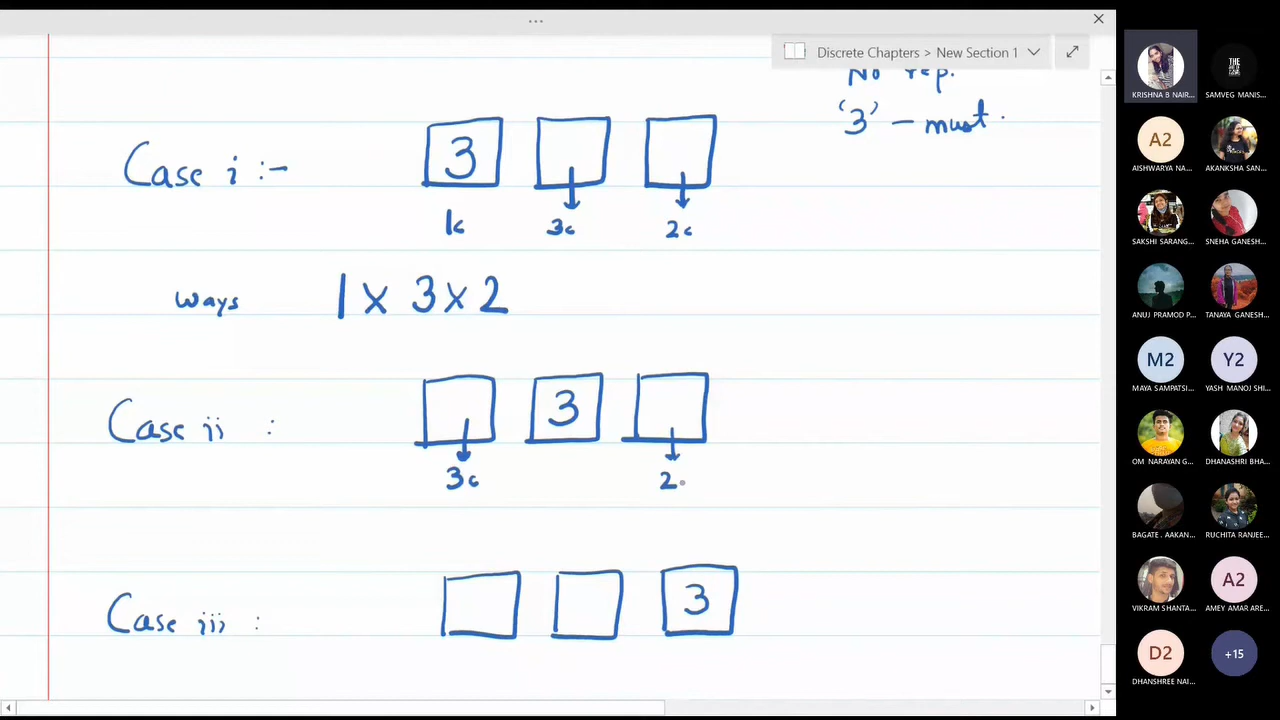 ...
Discrete Chapters > New Section 1
No rep.
'3' – must.
Case i :-
3
1c 3c 2c
ways 1 x 3 x 2
Case ii :
3
3c 2
Case iii :
3
KRISHNA B NAIR...
SAMVEG MANIS...
THE
A2
AISHWARYA NA...
AKANKSHA SAN...
SAKSHI SARANG...
SNEHA GANESH...
ANUJ PRAMOD P...
TANAYA GANESH...
M2
Y2
MAYA SAMPATSI...
YASH MANOJ SHI...
OM NARAYAN G...
DHANASHRI BHA...
BAGATE . AAKAN...
RUCHITA RANJEE...
A2
VIKRAM SHANTA...
AMEY AMAR ARE...
D2
+15
DHANSHREE NAI...